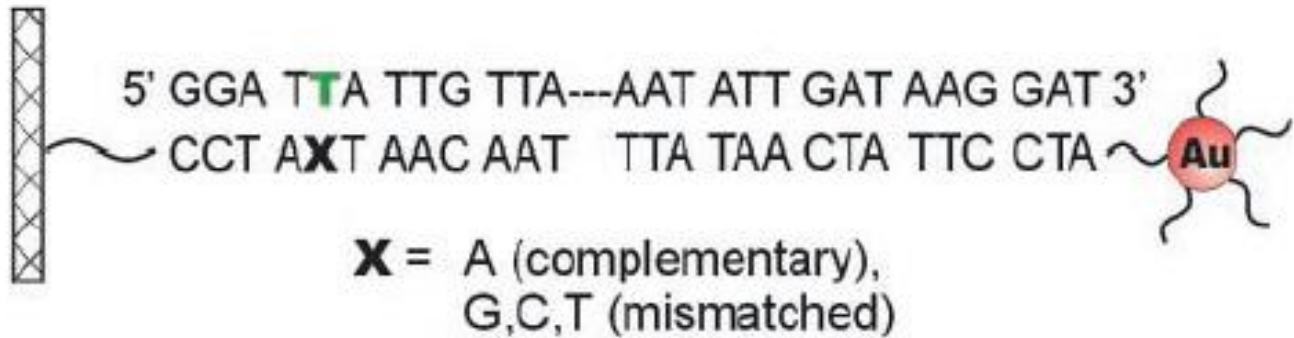 5' GGA TTA TTG TTA---AAT ATT GAT AAG GAT 3'
CCT AXT AAC AAT TTA TAA CTA TTC CTA Au
X = A (complementary),
G,C,T (mismatched)